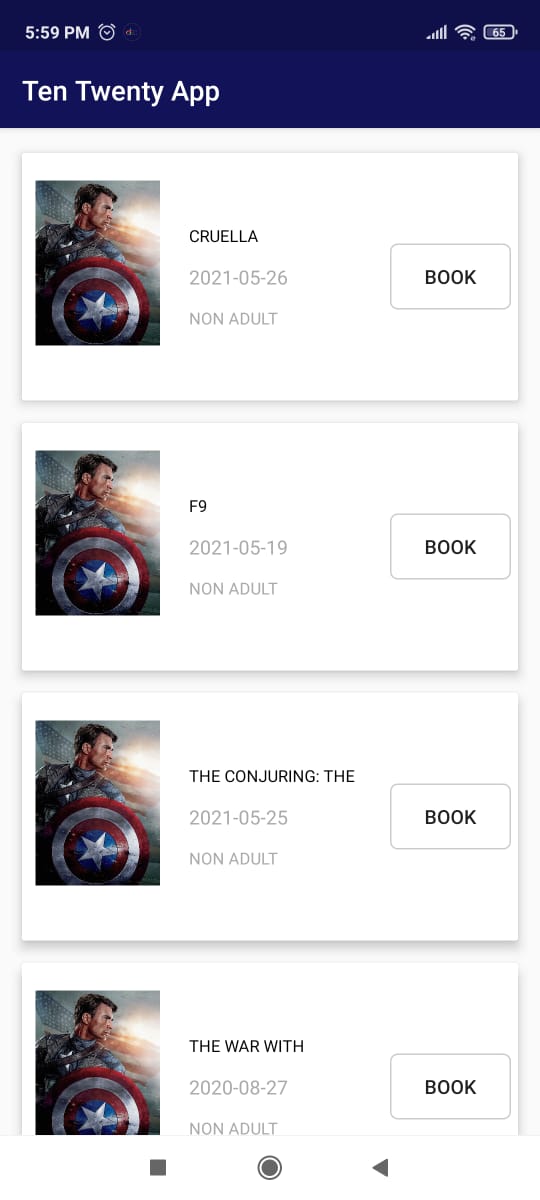 5:59 PM
65
Ten Twenty App
CRUELLA
2021-05-26
NON ADULT
BOOK
F9
2021-05-19
NON ADULT
BOOK
THE CONJURING: THE
2021-05-25
NON ADULT
BOOK
THE WAR WITH
2020-08-27
NON ADULT
BOOK